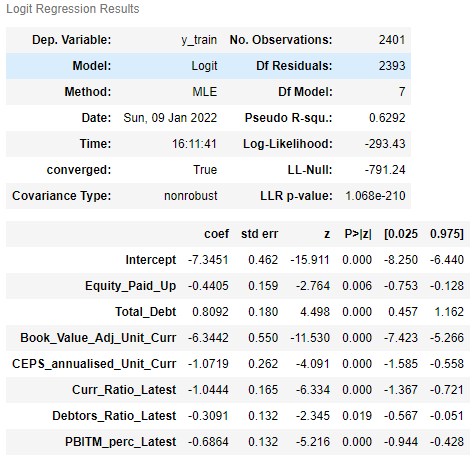 Logit Regression Results
Dep. Variable: y_train No. Observations: 2401
Model: Logit Df Residuals: 2393
Method: MLE Df Model: 7
Date: Sun, 09 Jan 2022 Pseudo R-squ.: 0.6292
Time: 16:11:41 Log-Likelihood: -293.43
converged: True LL-Null: -791.24
Covariance Type: nonrobust LLR p-value: 1.068e-210
coef std err z P>|z| [0.025 0.975]
Intercept -7.3451 0.462 -15.911 0.000 -8.250 -6.440
Equity_Paid_Up -0.4405 0.159 -2.764 0.006 -0.753 -0.128
Total_Debt 0.8092 0.180 4.498 0.000 0.457 1.162
Book_Value_Adj_Unit_Curr -6.3442 0.550 -11.530 0.000 -7.423 -5.266
CEPS_annualised_Unit_Curr -1.0719 0.262 -4.091 0.000 -1.585 -0.558
Curr_Ratio_Latest -1.0444 0.165 -6.334 0.000 -1.367 -0.721
Debtors_Ratio_Latest -0.3091 0.132 -2.345 0.019 -0.567 -0.051
PBITM_perc_Latest -0.6864 0.132 -5.216 0.000 -0.944 -0.428